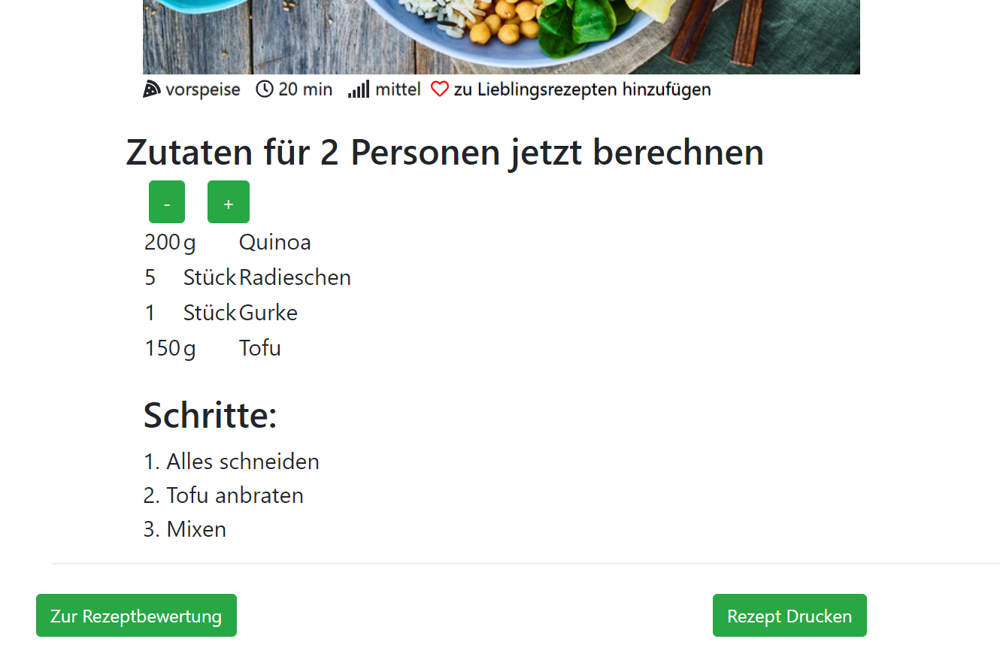 vorspeise 20 min mittel zu Lieblingsrezepten hinzufügen
Zutaten für 2 Personen jetzt berechnen
- +
200 g Quinoa
5 Stück Radieschen
1 Stück Gurke
150 g Tofu
Schritte:
1. Alles schneiden
2. Tofu anbraten
3. Mixen
Zur Rezeptbewertung Rezept Drucken